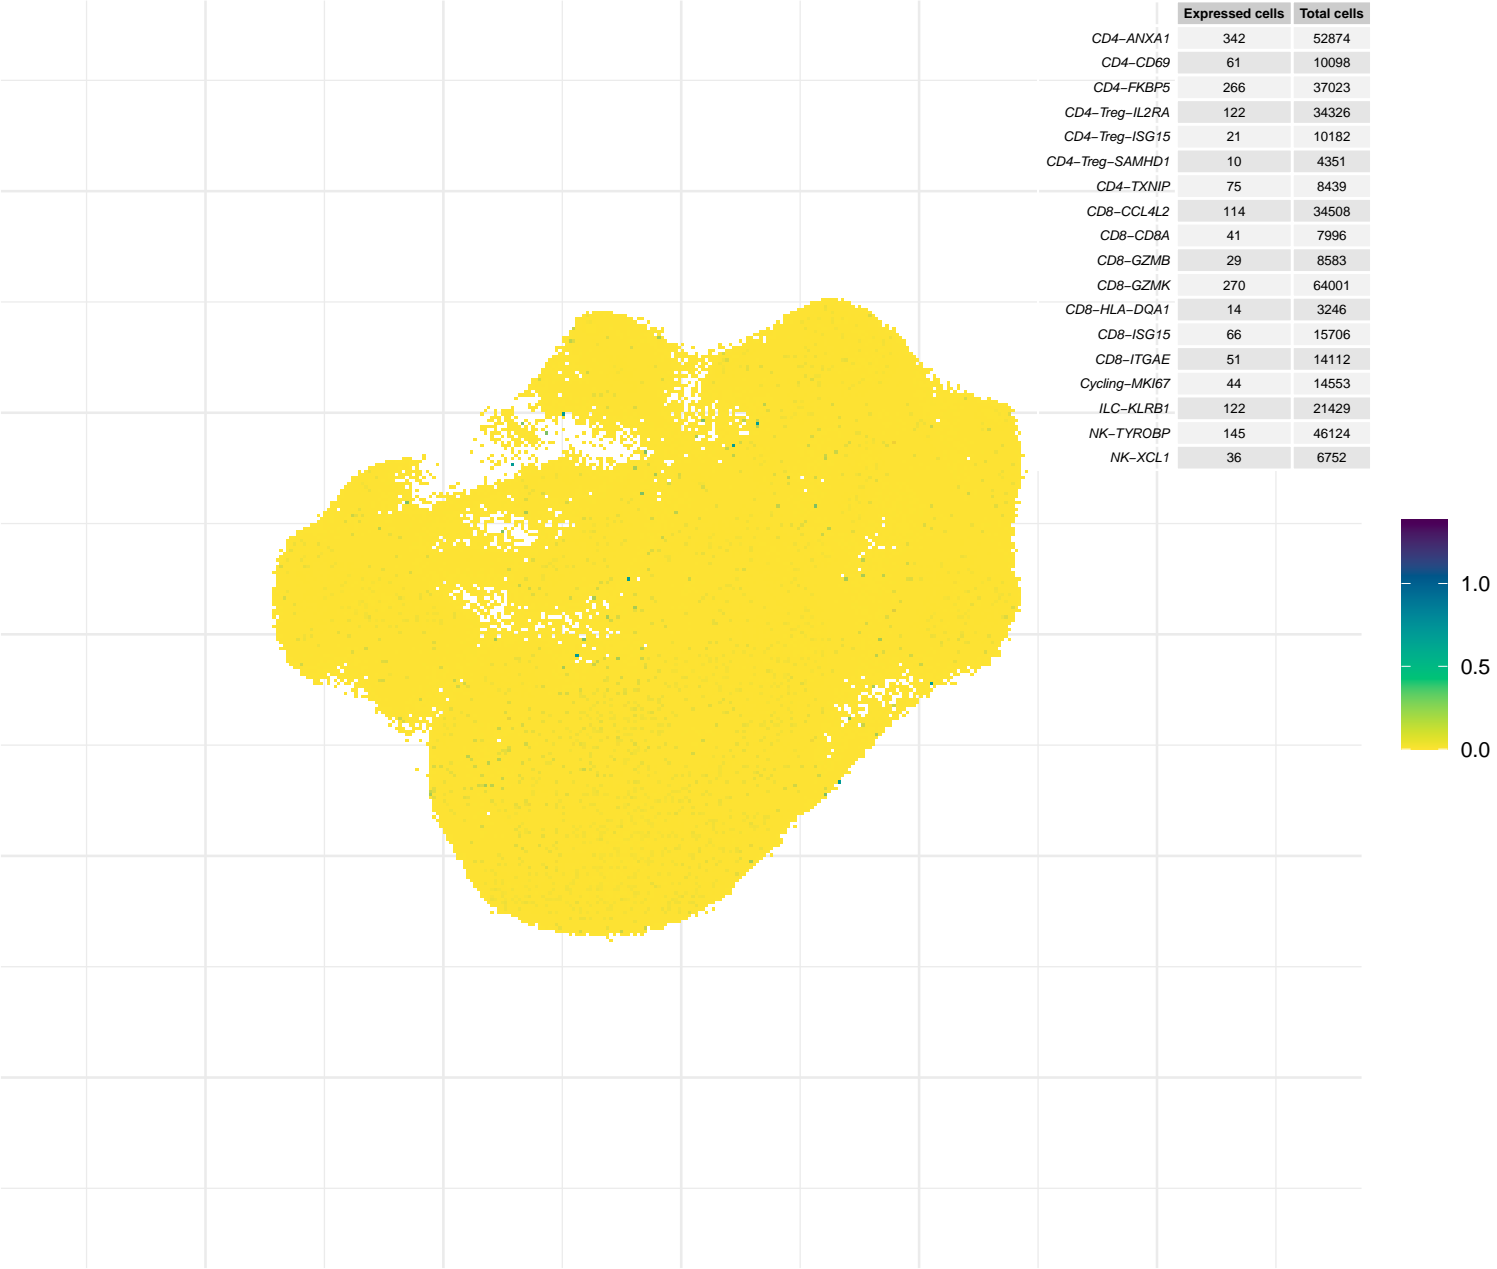 Expressed cells Total cells
CD4−ANXA1 342 52874
CD4−CD69 61 10098
CD4−FKBP5 266 37023
CD4−Treg−IL2RA 122 34326
CD4−Treg−ISG15 21 10182
CD4−Treg−SAMHD1 10 4351
CD4−TXNIP 75 8439
CD8−CCL4L2 114 34508
CD8−CD8A 41 7996
CD8−GZMB 29 8583
CD8−GZMK 270 64001
CD8−HLA−DQA1 14 3246
CD8−ISG15 66 15706
CD8−ITGAE 51 14112
Cycling−MKI67 44 14553
ILC−KLRB1 122 21429
NK−TYROBP 145 46124
NK−XCL1 36 6752
1.0
0.5
0.0